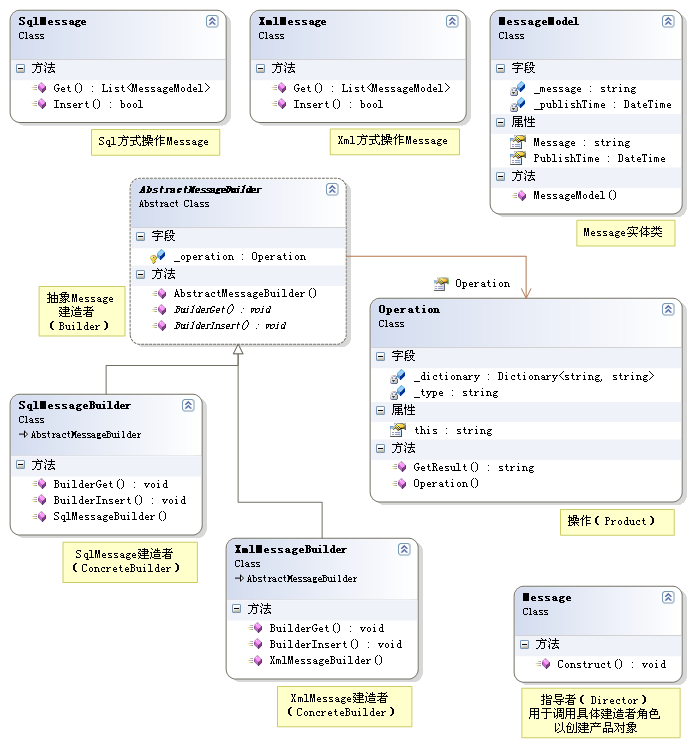 SqlMessage
Class
方法
Get() : List<MessageModel>
Insert() : bool
Sql方式操作Message
XmlMessage
Class
方法
Get() : List<MessageModel>
Insert() : bool
Xml方式操作Message
MessageModel
Class
字段
_message : string
_publishTime : DateTime
属性
Message : string
PublishTime : DateTime
方法
MessageModel()
Message实体类
AbstractMessageBuilder
Abstract Class
字段
_operation : Operation
方法
AbstractMessageBuilder()
BuilderGet() : void
BuilderInsert() : void
抽象Message
建造者
(Builder)
Operation
Operation
Class
字段
_dictionary : Dictionary<string, string>
_type : string
属性
this : string
方法
GetResult() : string
Operation()
操作(Product)
SqlMessageBuilder
Class
AbstractMessageBuilder
方法
BuilderGet() : void
BuilderInsert() : void
SqlMessageBuilder()
SqlMessage建造者
(ConcreteBuilder)
XmlMessageBuilder
Class
AbstractMessageBuilder
方法
BuilderGet() : void
BuilderInsert() : void
XmlMessageBuilder()
XmlMessage建造者
(ConcreteBuilder)
Message
Class
方法
Construct() : void
指导者(Director)
用于调用具体建造者角色
以创建产品对象